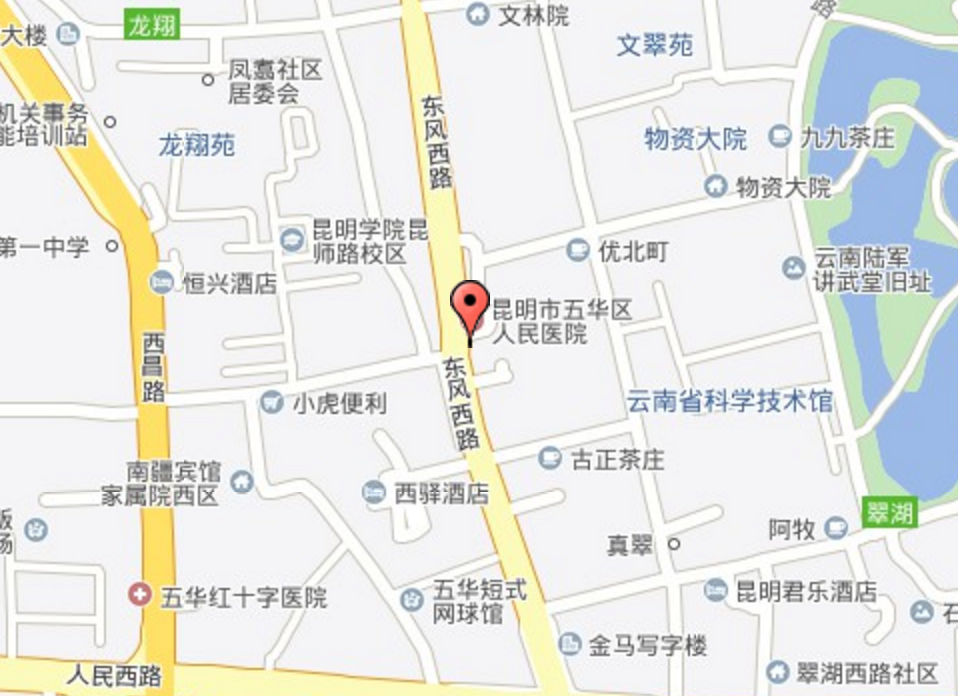 文林院
龙翔
大楼
文翠苑
凤翥社区
居委会
机关事务
能培训站
东风西路
龙翔苑
物资大院
九九茶庄
物资大院
昆明学院昆
师路校区
第一中学
优北町
云南陆军
讲武堂旧址
恒兴酒店
昆明市五华区
人民医院
西昌路
东风西路
小虎便利
云南省科学技术馆
古正茶庄
南疆宾馆
家属院西区
西驿酒店
翠湖
阿牧
真翠
五华红十字医院
五华短式
网球馆
昆明君乐酒店
石
金马写字楼
人民西路
翠湖西路社区
路
场